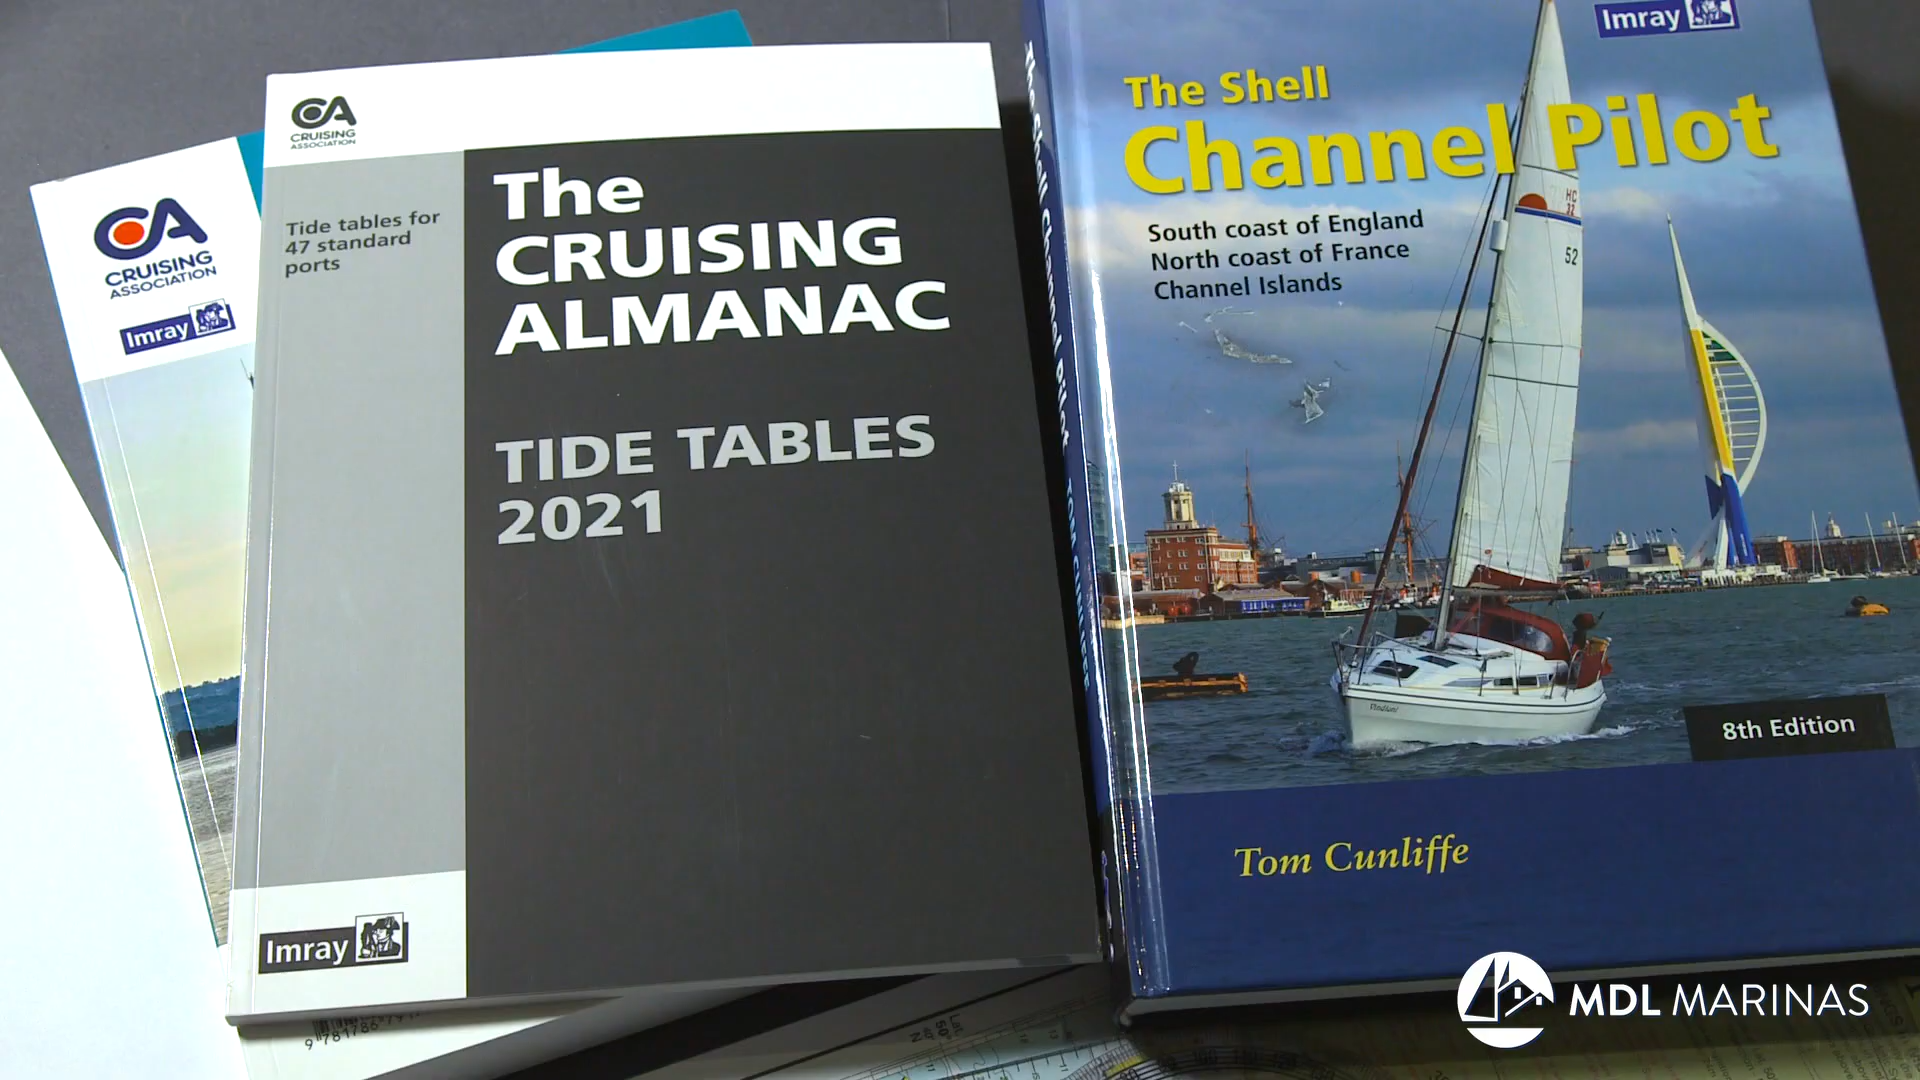 CA
CRUISING
ASSOCIATION
Imray
CA
CRUISING
ASSOCIATION
Tide tables for
47 standard
ports
The
CRUISING
ALMANAC
TIDE TABLES
2021
Imray
The Shell Channel Pilot
TOM CUNLIFFE
Imray
The Shell
Channel Pilot
South coast of England
North coast of France
Channel Islands
52
8th Edition
Tom Cunliffe
MDL MARINAS